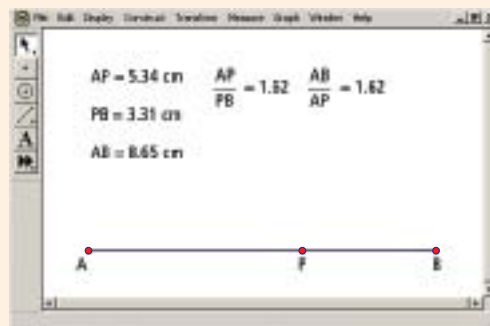 File Edit Display Construct Transform Measure Graph Window Help
AP = 5.34 cm
AP/PB = 1.62
AB/AP = 1.62
PB = 3.31 cm
AB = 8.65 cm
A
A P B